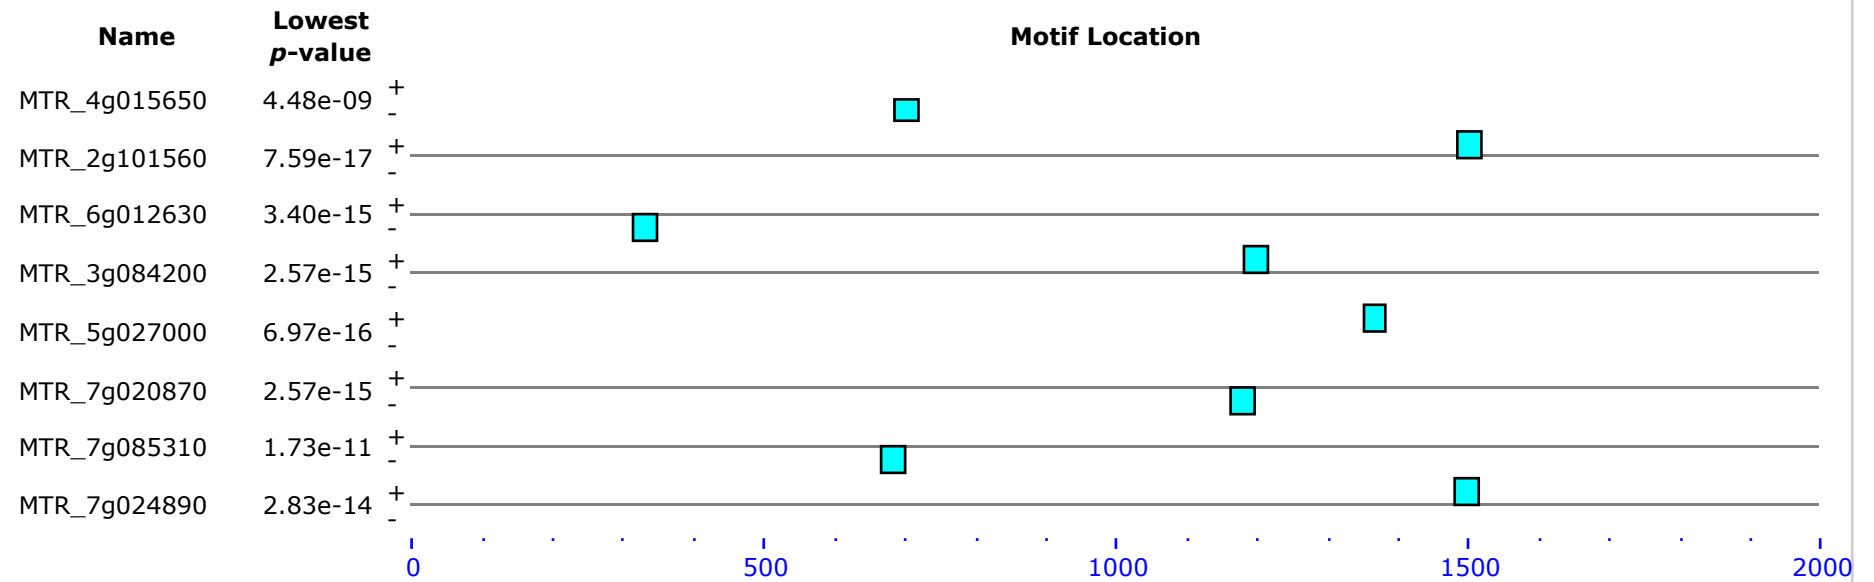 Name Lowest p-value Motif Location
MTR_4g015650 4.48e-09 + -
MTR_2g101560 7.59e-17 + -
MTR_6g012630 3.40e-15 + -
MTR_3g084200 2.57e-15 + -
MTR_5g027000 6.97e-16 + -
MTR_7g020870 2.57e-15 + -
MTR_7g085310 1.73e-11 + -
MTR_7g024890 2.83e-14 + -
0 500 1000 1500 2000